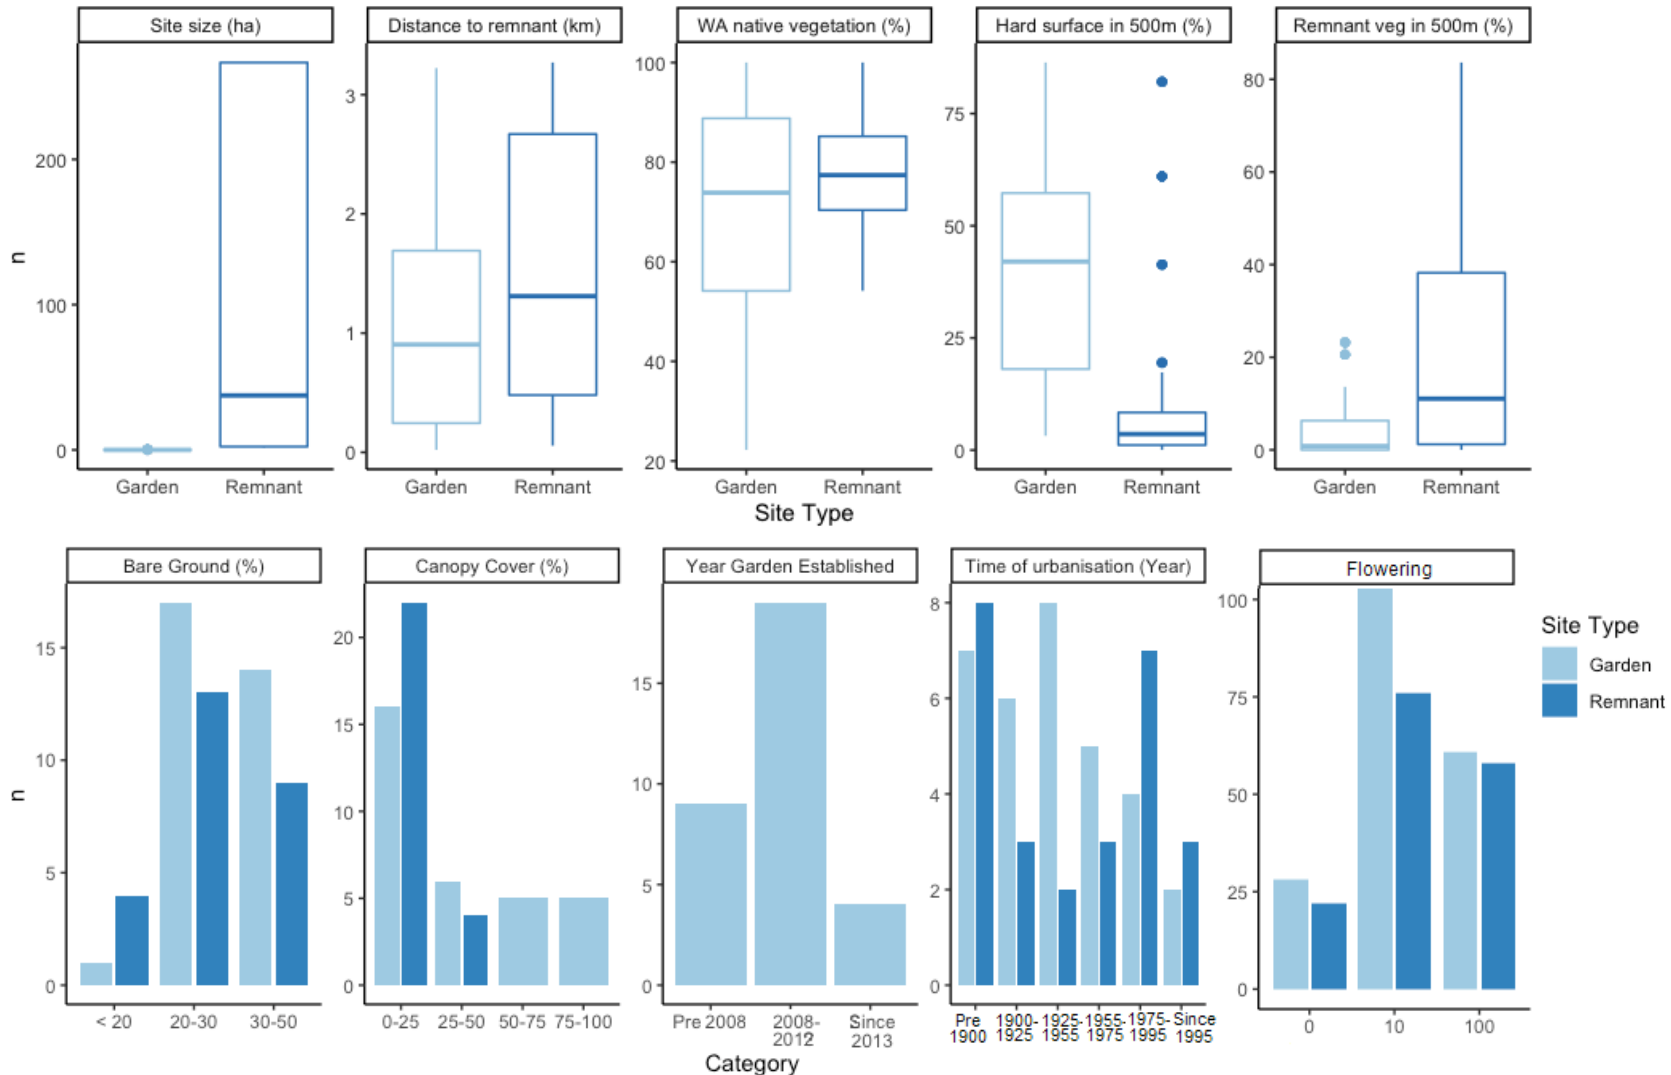 Site size (ha)
Distance to remnant (km)
WA native vegetation (%)
Hard surface in 500m (%)
Remnant veg in 500m (%)
n
200
100
0
3
2
1
0
100
80
60
40
20
75
50
25
0
80
60
40
20
0
Garden Remnant
Garden Remnant
Garden Remnant
Garden Remnant
Garden Remnant
Site Type
Bare Ground (%)
Canopy Cover (%)
Year Garden Established
Time of urbanisation (Year)
Flowering
n
15
10
5
0
20
15
10
5
0
15
10
5
0
8
6
4
2
0
100
75
50
25
0
< 20 20-30 30-50
0-25 25-50 50-75 75-100
Pre 2008 2008- Since
2012 2013
Pre 1900- 1925- 1955- 1975- Since
1900 1925 1955 1975 1995 1995
0 10 100
Category
Site Type
Garden
Remnant